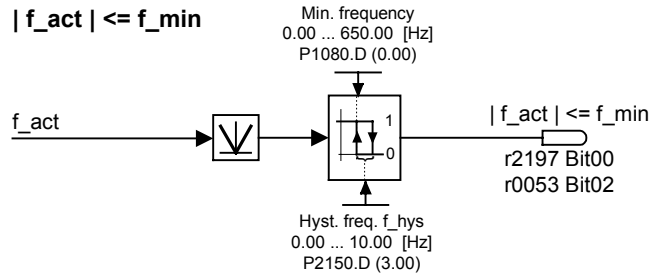 | f_act | <= f_min
Min. frequency
0.00 ... 650.00 [Hz]
P1080.D (0.00)
f_act
1
0
| f_act | <= f_min
r2197 Bit00
r0053 Bit02
Hyst. freq. f_hys
0.00 ... 10.00 [Hz]
P2150.D (3.00)